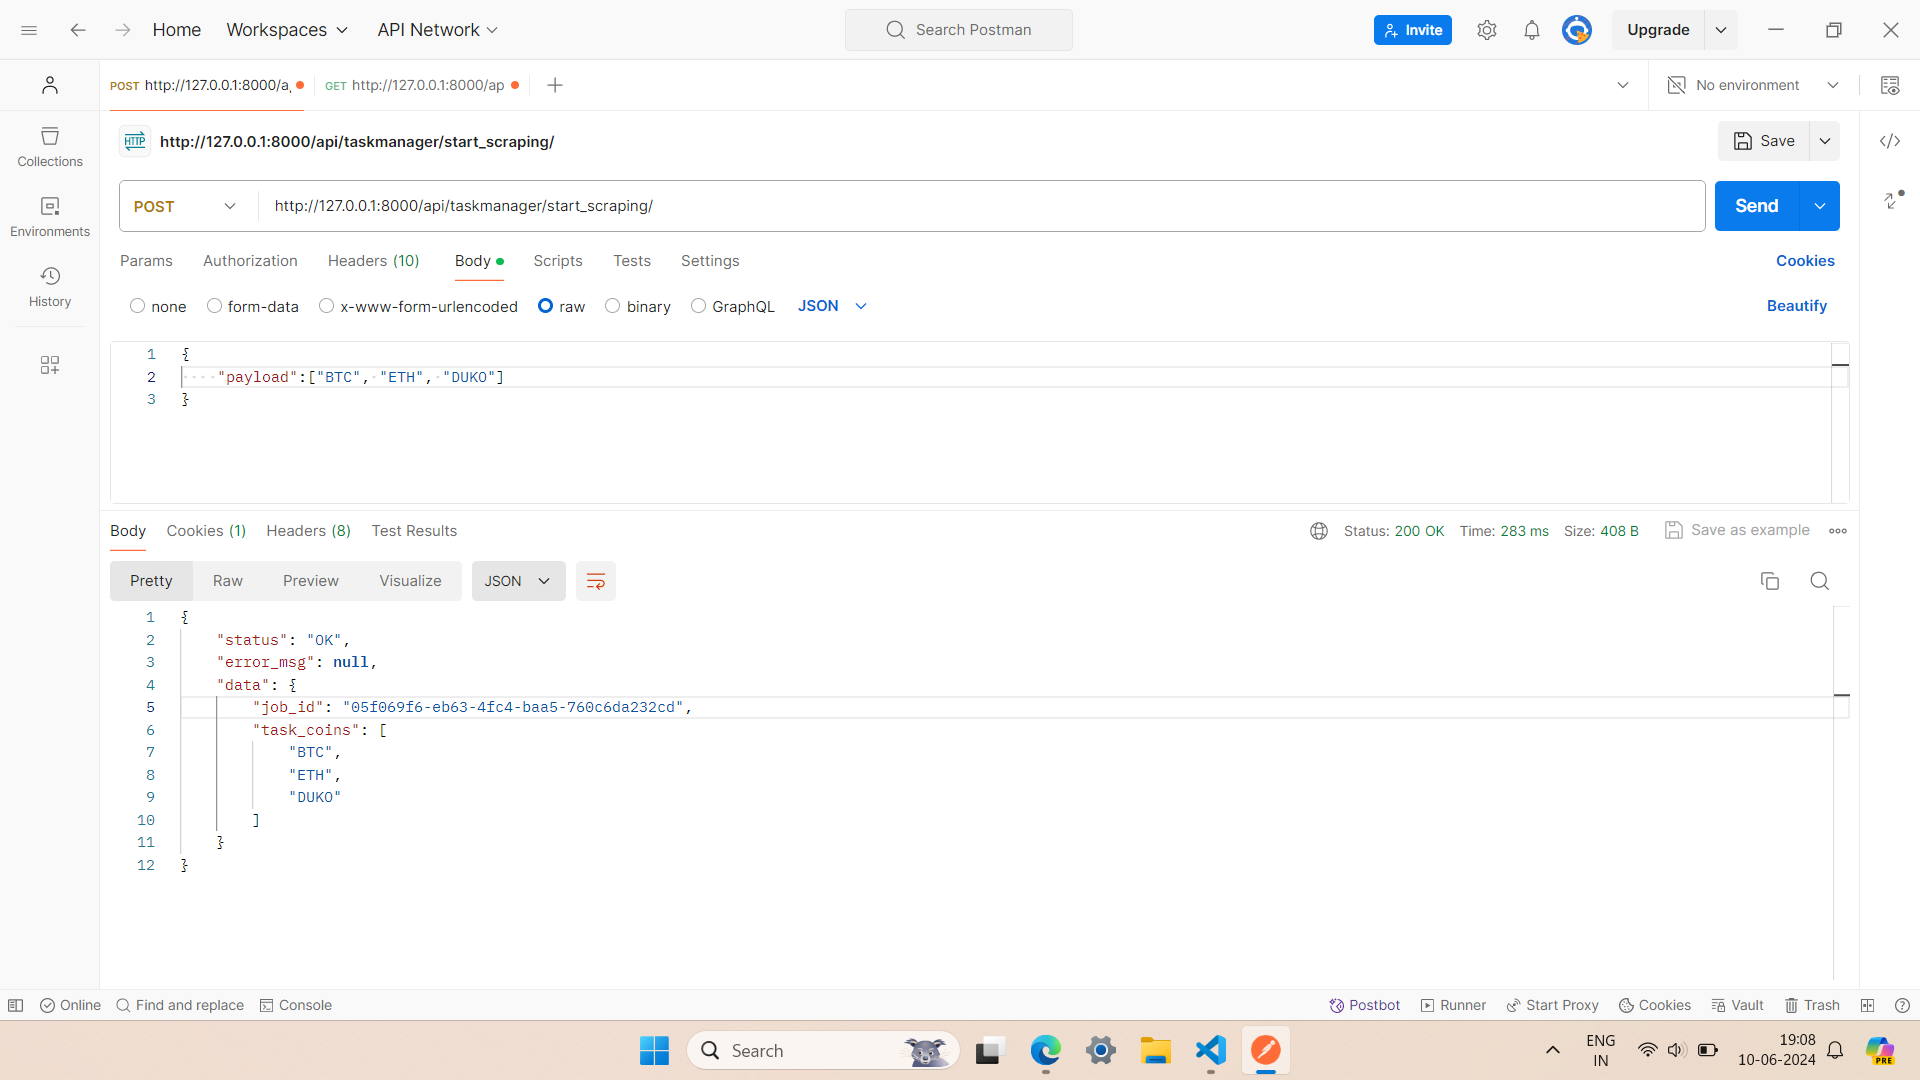 Home Workspaces API Network Search Postman Invite Upgrade
POST http://127.0.0.1:8000/a GET http://127.0.0.1:8000/ap No environment
HTTP http://127.0.0.1:8000/api/taskmanager/start_scraping/ Save
Collections
POST http://127.0.0.1:8000/api/taskmanager/start_scraping/ Send
Environments
Params Authorization Headers (10) Body Scripts Tests Settings Cookies
History
none form-data x-www-form-urlencoded raw binary GraphQL JSON Beautify
1 {
2 "payload":["BTC", "ETH", "DUKO"]
3 }
Body Cookies (1) Headers (8) Test Results Status: 200 OK Time: 283 ms Size: 408 B Save as example
Pretty Raw Preview Visualize JSON
1 {
2 "status": "OK",
3 "error_msg": null,
4 "data": {
5 "job_id": "05f069f6-eb63-4fc4-baa5-760c6da232cd",
6 "task_coins": [
7 "BTC",
8 "ETH",
9 "DUKO"
10 ]
11 }
12 }
Online Find and replace Console Postbot Runner Start Proxy Cookies Vault Trash
Search ENG 19:08
IN 10-06-2024 PRE